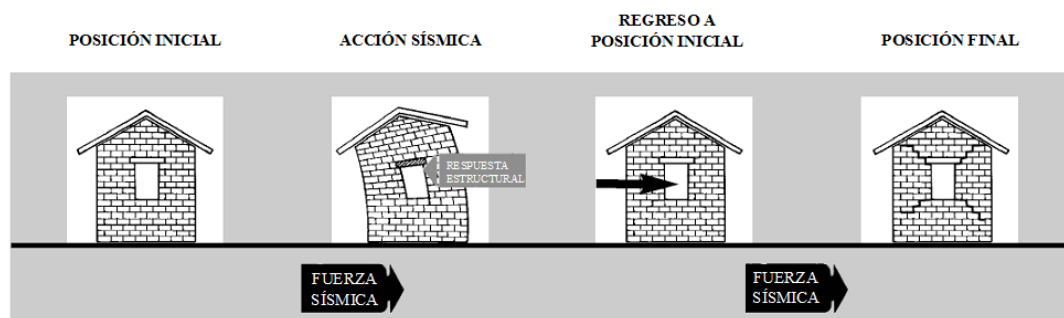 POSICIÓN INICIAL
ACCIÓN SÍSMICA
REGRESO A
POSICIÓN INICIAL
POSICIÓN FINAL
RESPUESTA
ESTRUCTURAL
FUERZA
SÍSMICA
FUERZA
SÍSMICA